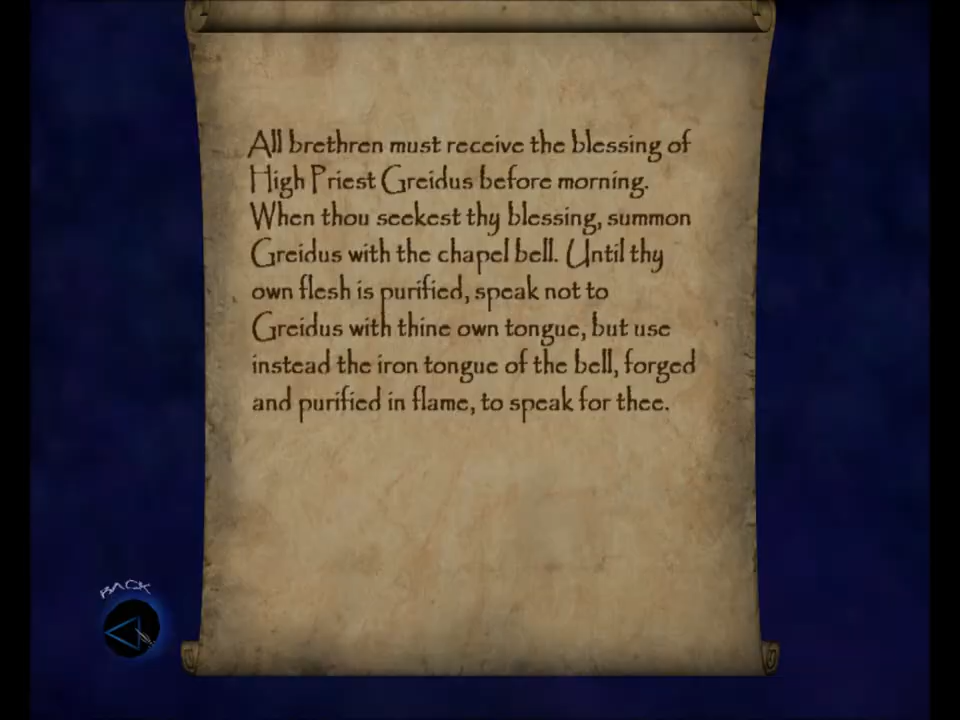 All brethren must receive the blessing of
High Priest Greidus before morning.
When thou seekest thy blessing, summon
Greidus with the chapel bell. Until thy
own flesh is purified, speak not to
Greidus with thine own tongue, but use
instead the iron tongue of the bell, forged
and purified in flame, to speak for thee.
BACK